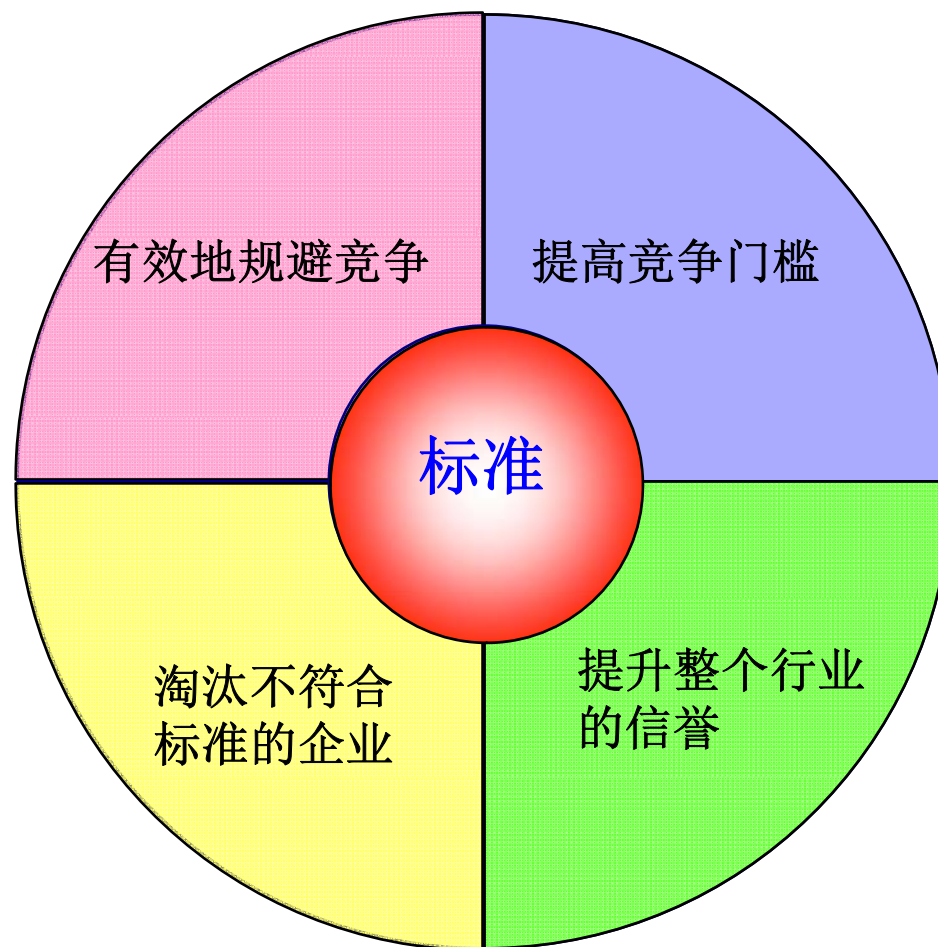 有效地规避竞争
提高竞争门槛
标准
淘汰不符合
标准的企业
提升整个行业
的信誉